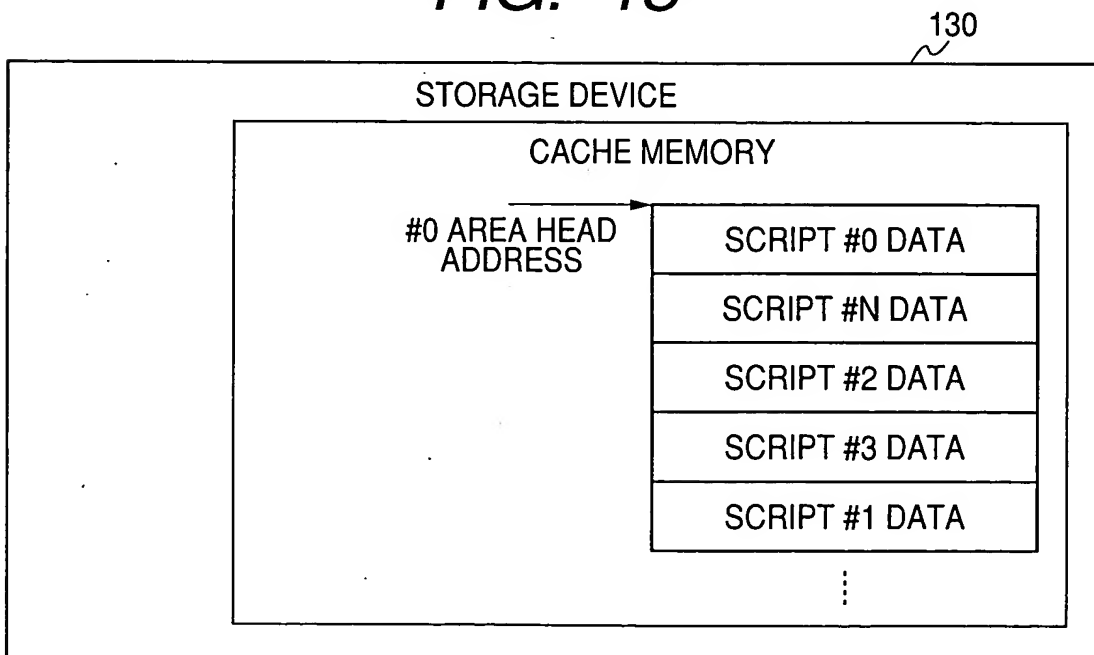 130
STORAGE DEVICE
CACHE MEMORY
#0 AREA HEAD
ADDRESS
SCRIPT #0 DATA
SCRIPT #N DATA
SCRIPT #2 DATA
SCRIPT #3 DATA
SCRIPT #1 DATA